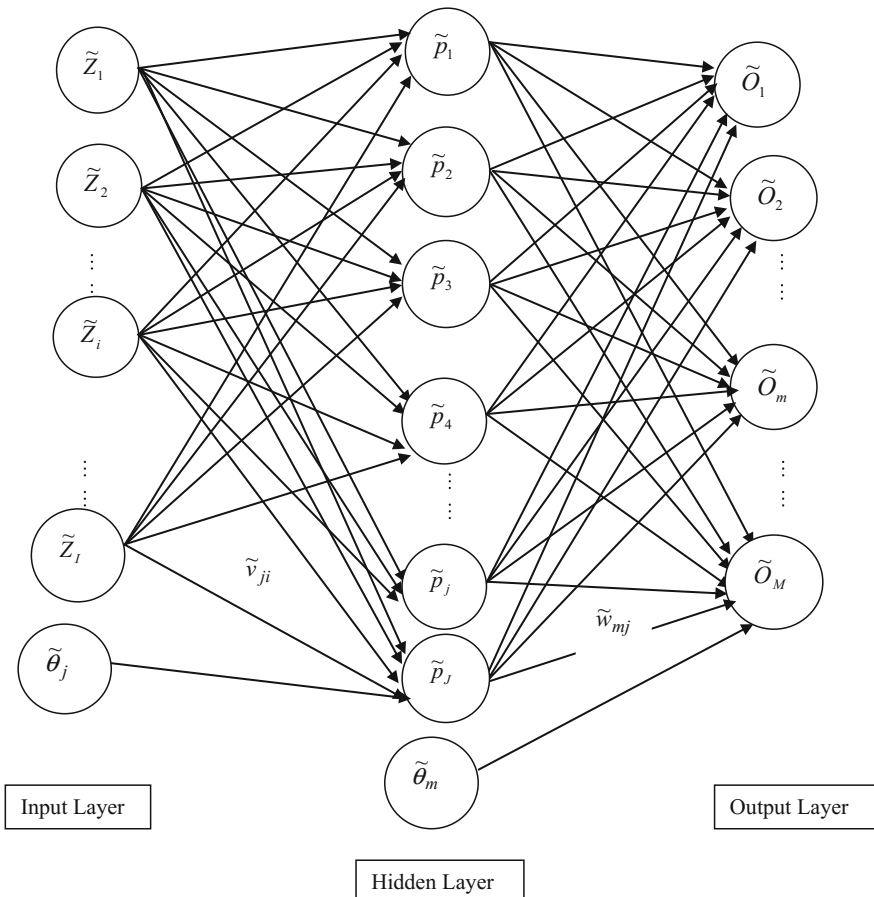 Z̃₁
Z̃₂
⋮ ⋮
Z̃ᵢ
⋮ ⋮
Z̃_I
θ̃ⱼ
ṽⱼᵢ
p̃₁
p̃₂
p̃₃
p̃₄
⋮ ⋮
p̃ⱼ
p̃_J
θ̃ₘ
w̃ₘⱼ
Õ₁
Õ₂
⋮ ⋮
Õₘ
⋮ ⋮
Õ_M
Input Layer
Hidden Layer
Output Layer